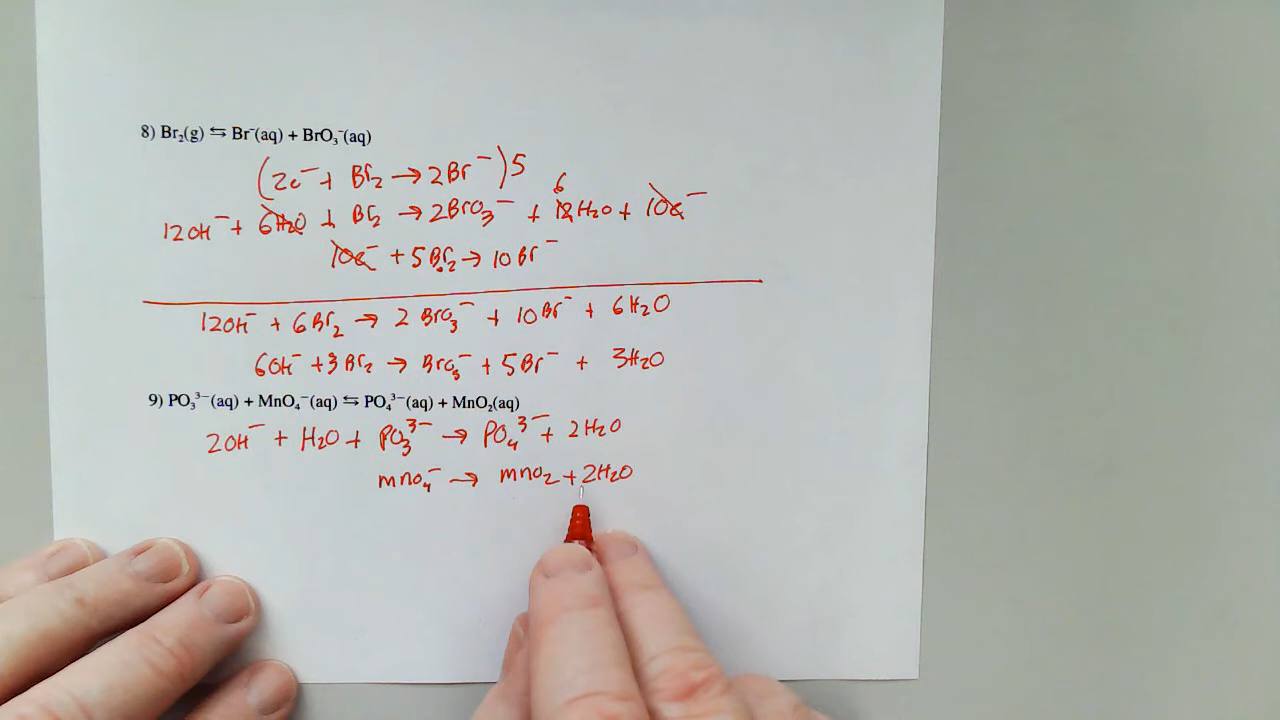 8) Br₂(g) ⇆ Br⁻(aq) + BrO₃⁻(aq)
(2e⁻ + Br₂ → 2Br⁻)5
12OH⁻ + 6H₂O + Br₂ → 2BrO₃⁻ + 12 6 H₂O + 10e⁻
10e⁻ + 5Br₂ → 10Br⁻
12OH⁻ + 6Br₂ → 2BrO₃⁻ + 10Br⁻ + 6H₂O
6OH⁻ + 3Br₂ → BrO₃⁻ + 5Br⁻ + 3H₂O
9) PO₃³⁻(aq) + MnO₄⁻(aq) ⇆ PO₄³⁻(aq) + MnO₂(aq)
2OH⁻ + H₂O + PO₃³⁻ → PO₄³⁻ + 2H₂O
mnO₄⁻ → mnO₂ + 2H₂O